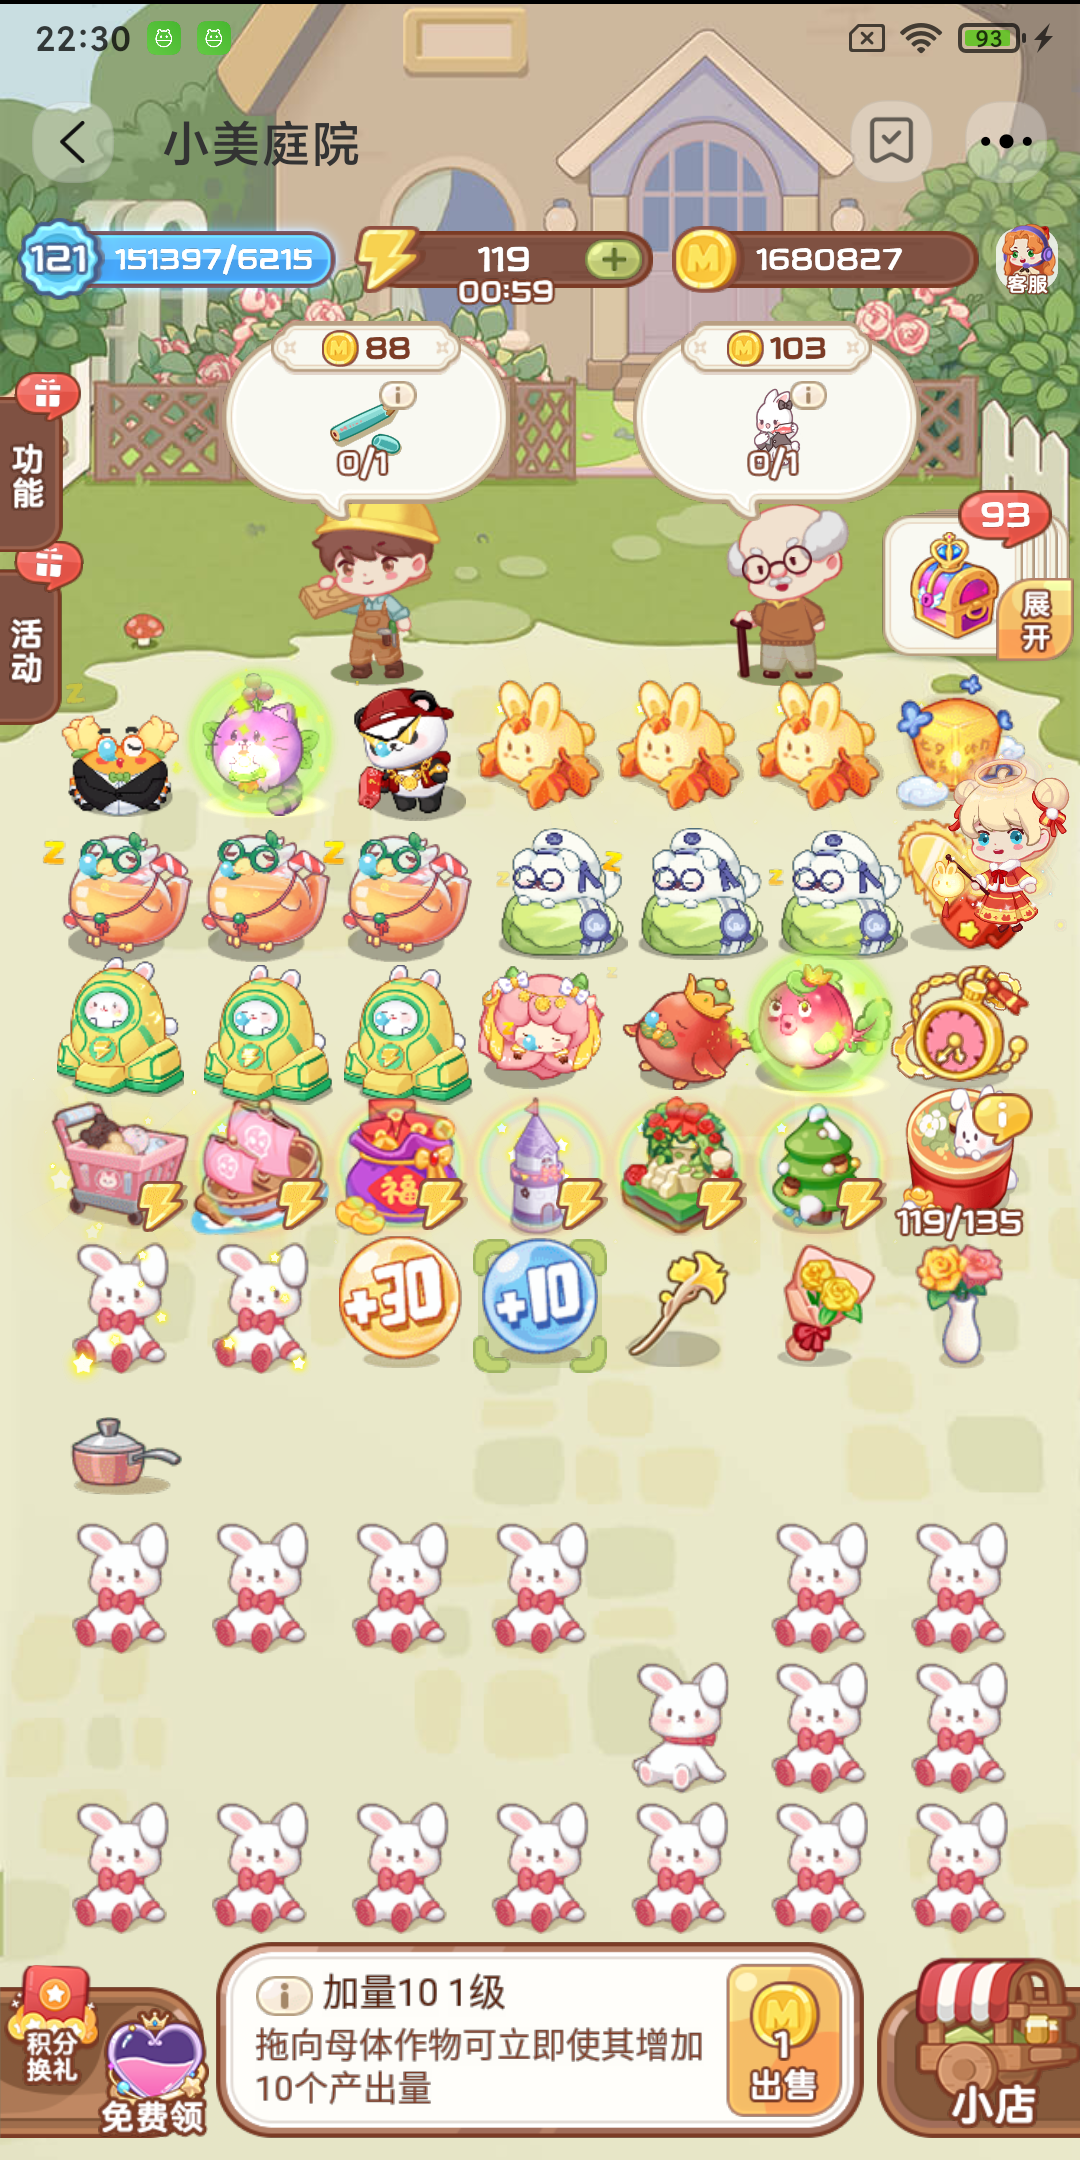 22:30
93
小美庭院
121
151397/6215
119
00:59
1680827
客服
88
103
0/1
0/1
功能
活动
93
展开
福
119/135
+30
+10
积分换礼
免费领
加量10 1级
拖向母体作物可立即使其增加
10个产出量
1
出售
小店